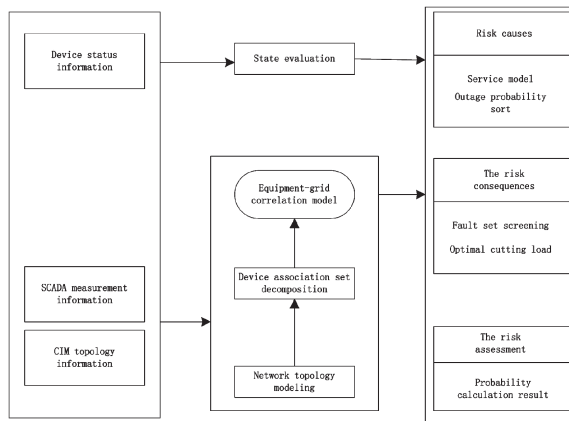 Device status
information
SCADA measurement
information
CIM topology
information
State evaluation
Equipment-grid
correlation model
Device association set
decomposition
Network topology
modeling
Risk causes
Service model
Outage probability
sort
The risk
consequences
Fault set screening
Optimal cutting load
The risk
assessment
Probability
calculation result